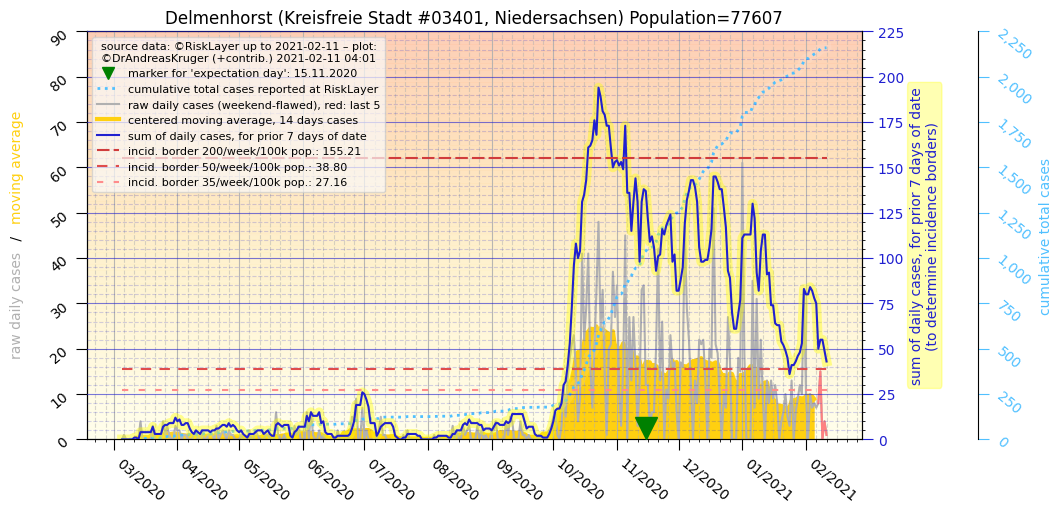 Delmenhorst (Kreisfreie Stadt #03401, Niedersachsen) Population=77607
source data: ©RiskLayer up to 2021-02-11 – plot:
©DrAndreasKruger (+contrib.) 2021-02-11 04:01
marker for 'expectation day': 15.11.2020
cumulative total cases reported at RiskLayer
raw daily cases (weekend-flawed), red: last 5
centered moving average, 14 days cases
sum of daily cases, for prior 7 days of date
incid. border 200/week/100k pop.: 155.21
incid. border 50/week/100k pop.: 38.80
incid. border 35/week/100k pop.: 27.16
raw daily cases / moving average
90
80
70
60
50
40
30
20
10
0
03/2020
04/2020
05/2020
06/2020
07/2020
08/2020
09/2020
10/2020
11/2020
12/2020
01/2021
02/2021
225
200
175
150
125
100
75
50
25
0
sum of daily cases, for prior 7 days of date
(to determine incidence borders)
2,250
2,000
1,750
1,500
1,250
1,000
750
500
250
0
cumulative total cases